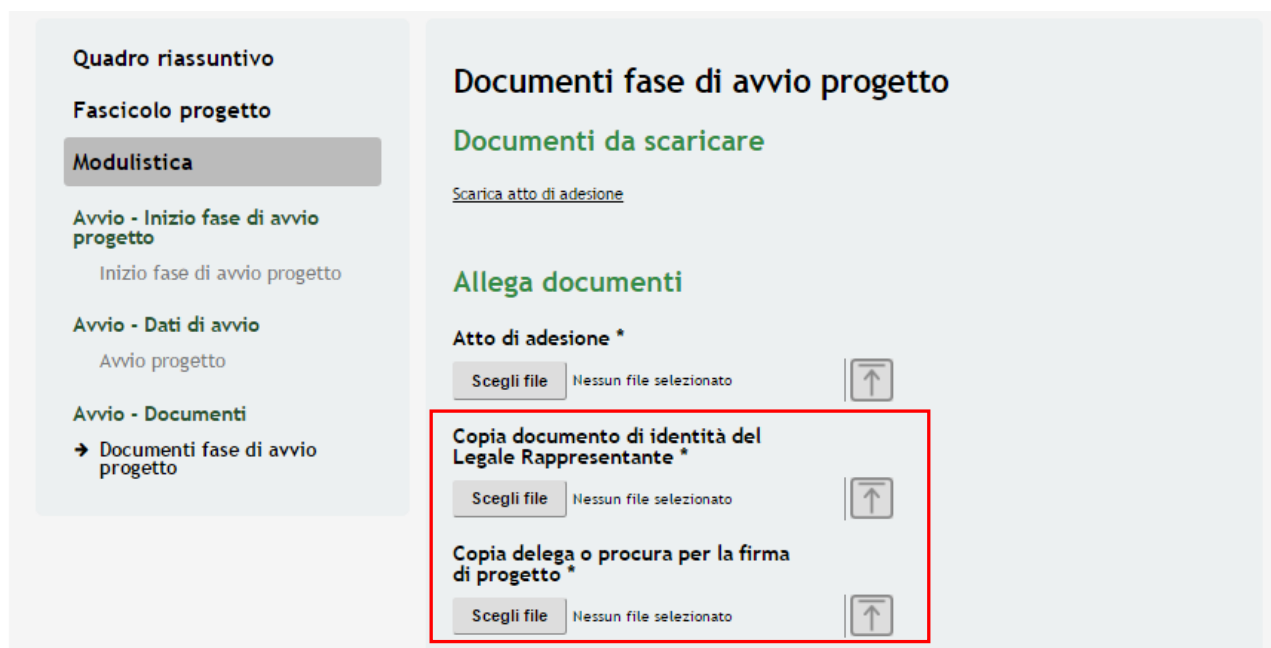 Quadro riassuntivo
Fascicolo progetto
Modulistica
Avvio - Inizio fase di avvio
progetto
Inizio fase di avvio progetto
Avvio - Dati di avvio
Avvio progetto
Avvio - Documenti
➔ Documenti fase di avvio
progetto
Documenti fase di avvio progetto
Documenti da scaricare
Scarica atto di adesione
Allega documenti
Atto di adesione *
Scegli file Nessun file selezionato
Copia documento di identità del
Legale Rappresentante *
Scegli file Nessun file selezionato
Copia delega o procura per la firma
di progetto *
Scegli file Nessun file selezionato